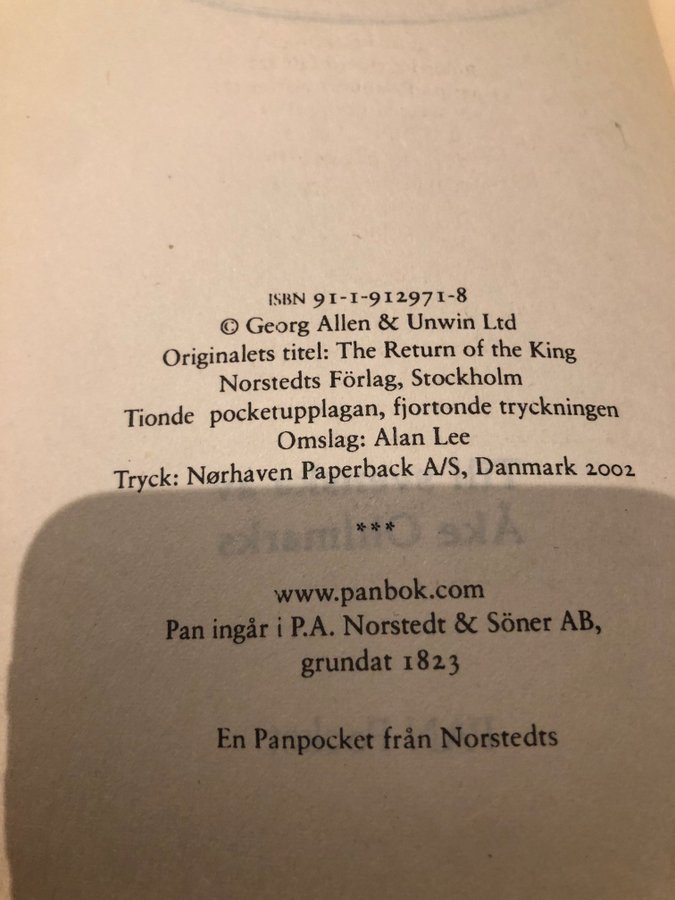 ISBN 91-1-912971-8
© Georg Allen & Unwin Ltd
Originalets titel: The Return of the King
Norstedts Förlag, Stockholm
Tionde pocketupplagan, fjortonde tryckningen
Omslag: Alan Lee
Tryck: Nørhaven Paperback A/S, Danmark 2002
***
www.panbok.com
Pan ingår i P.A. Norstedt & Söner AB,
grundat 1823
En Panpocket från Norstedts